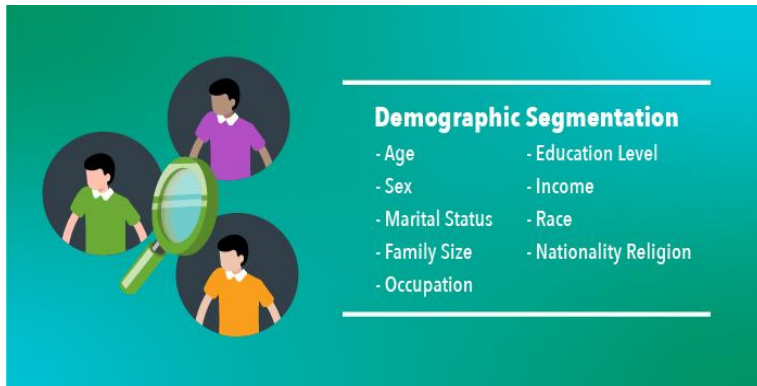 Demographic Segmentation
- Age
- Sex
- Marital Status
- Family Size
- Occupation
- Education Level
- Income
- Race
- Nationality Religion